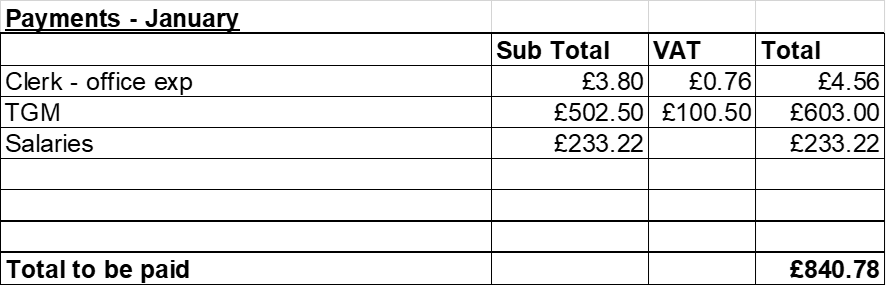 Payments - January
Sub Total VAT Total
Clerk - office exp £3.80 £0.76 £4.56
TGM £502.50 £100.50 £603.00
Salaries £233.22 £233.22
Total to be paid £840.78